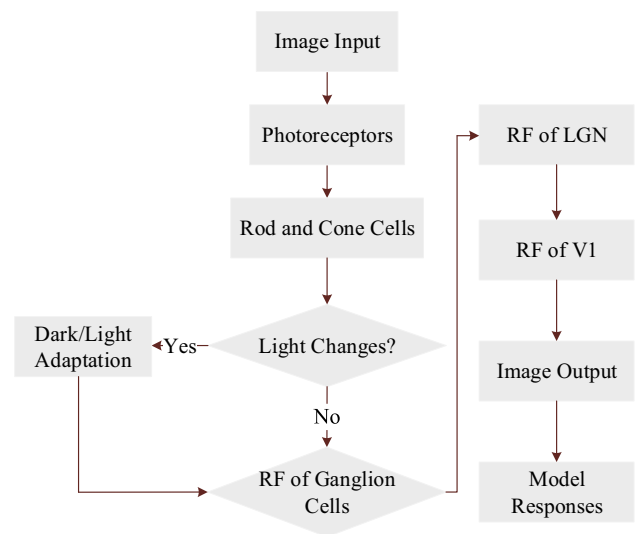 Image Input
Photoreceptors
Rod and Cone Cells
Light Changes?
Yes
Dark/Light
Adaptation
No
RF of Ganglion
Cells
RF of LGN
RF of V1
Image Output
Model
Responses